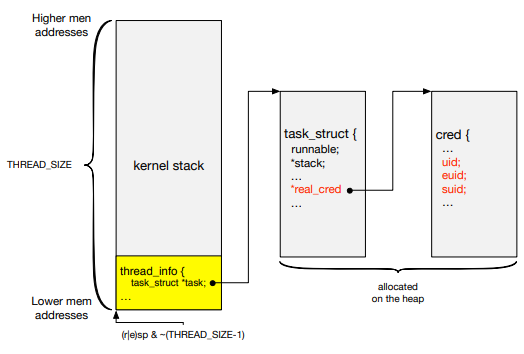 Higher men
addresses
THREAD_SIZE
kernel stack
thread_info {
task_struct *task;
...
Lower mem
addresses
(r|e)sp & ~(THREAD_SIZE-1)
task_struct {
runnable;
*stack;
...
*real_cred
...
cred {
...
uid;
euid;
suid;
...
allocated
on the heap